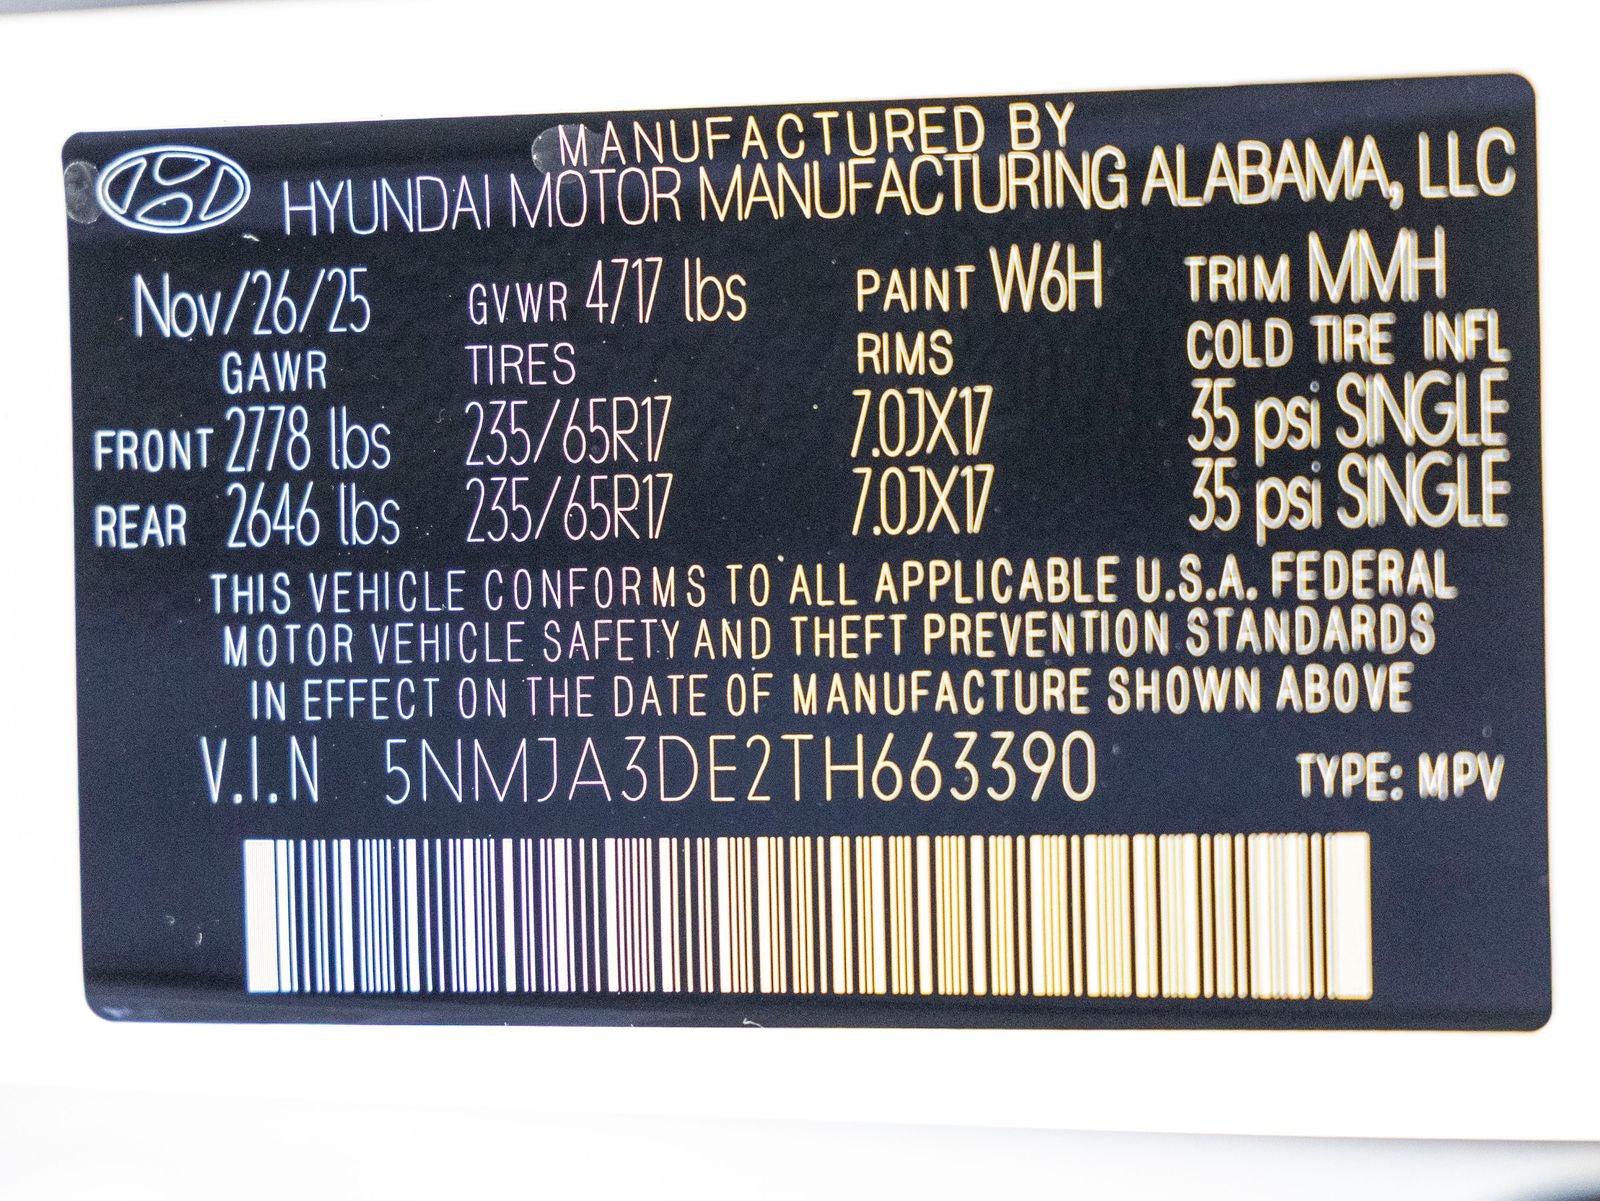 MANUFACTURED BY
HYUNDAI MOTOR MANUFACTURING ALABAMA, LLC
Nov/26/25 GVWR 4717 lbs PAINT W6H TRIM MMH
GAWR TIRES RIMS COLD TIRE INFL
FRONT 2778 lbs 235/65R17 7.0JX17 35 psi SINGLE
REAR 2646 lbs 235/65R17 7.0JX17 35 psi SINGLE
THIS VEHICLE CONFORMS TO ALL APPLICABLE U.S.A. FEDERAL
MOTOR VEHICLE SAFETY AND THEFT PREVENTION STANDARDS
IN EFFECT ON THE DATE OF MANUFACTURE SHOWN ABOVE
V.I.N 5NMJA3DE2TH663390 TYPE: MPV